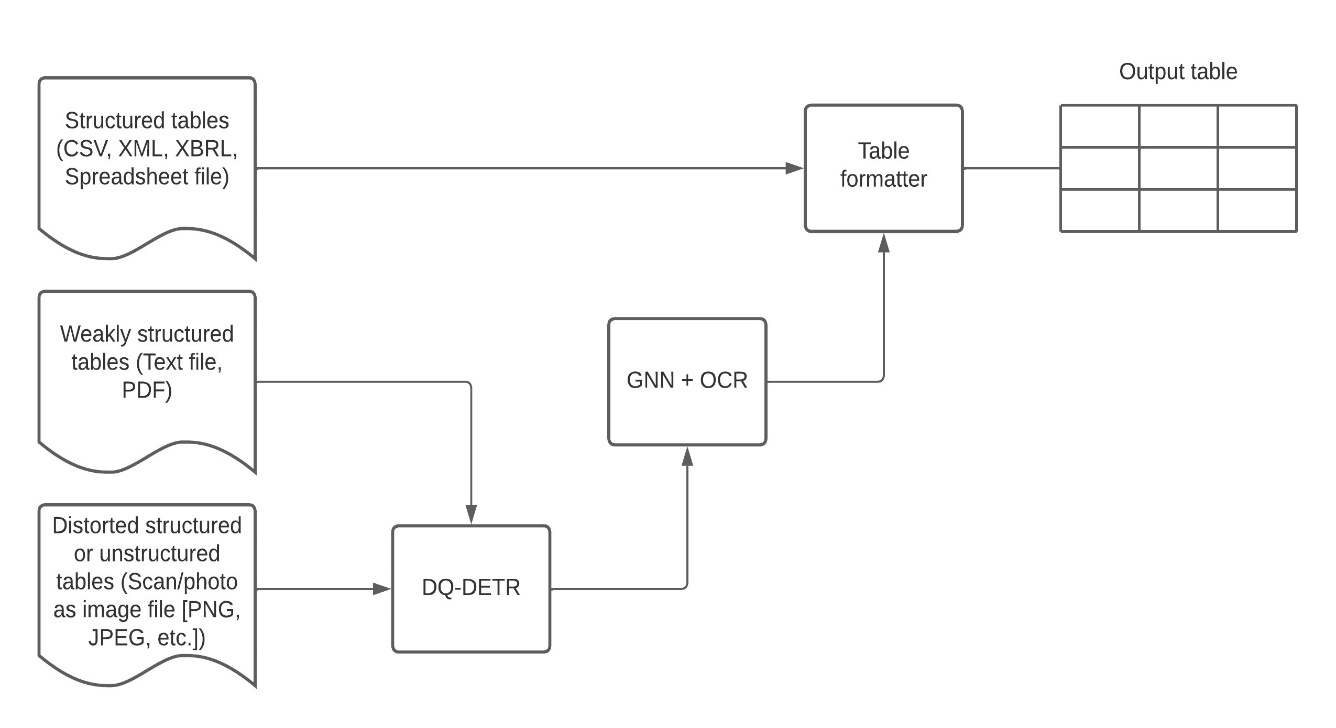 Output table
Structured tables
(CSV, XML, XBRL,
Spreadsheet file)
Table
formatter
Weakly structured
tables (Text file,
PDF)
GNN + OCR
Distorted structured
or unstructured
tables (Scan/photo
as image file [PNG,
JPEG, etc.])
DQ-DETR